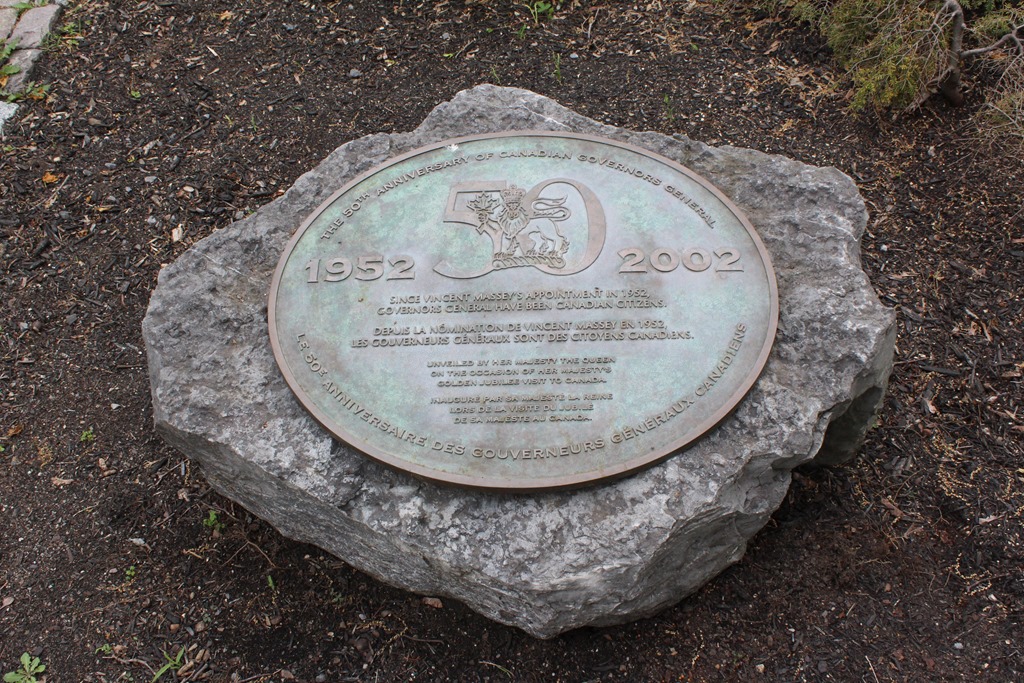 THE 50TH ANNIVERSARY OF CANADIAN GOVERNORS GENERAL
50
1952 2002
SINCE VINCENT MASSEY'S APPOINTMENT IN 1952,
GOVERNORS GENERAL HAVE BEEN CANADIAN CITIZENS.
DEPUIS LA NOMINATION DE VINCENT MASSEY EN 1952,
LES GOUVERNEURS GÉNÉRAUX SONT DES CITOYENS CANADIENS.
UNVEILED BY HER MAJESTY THE QUEEN
ON THE OCCASION OF HER MAJESTY'S
GOLDEN JUBILEE VISIT TO CANADA.
INAUGURÉ PAR SA MAJESTÉ LA REINE
LORS DE LA VISITE DU JUBILÉ
DE SA MAJESTÉ AU CANADA.
LE 50E ANNIVERSAIRE DES GOUVERNEURS GÉNÉRAUX CANADIENS